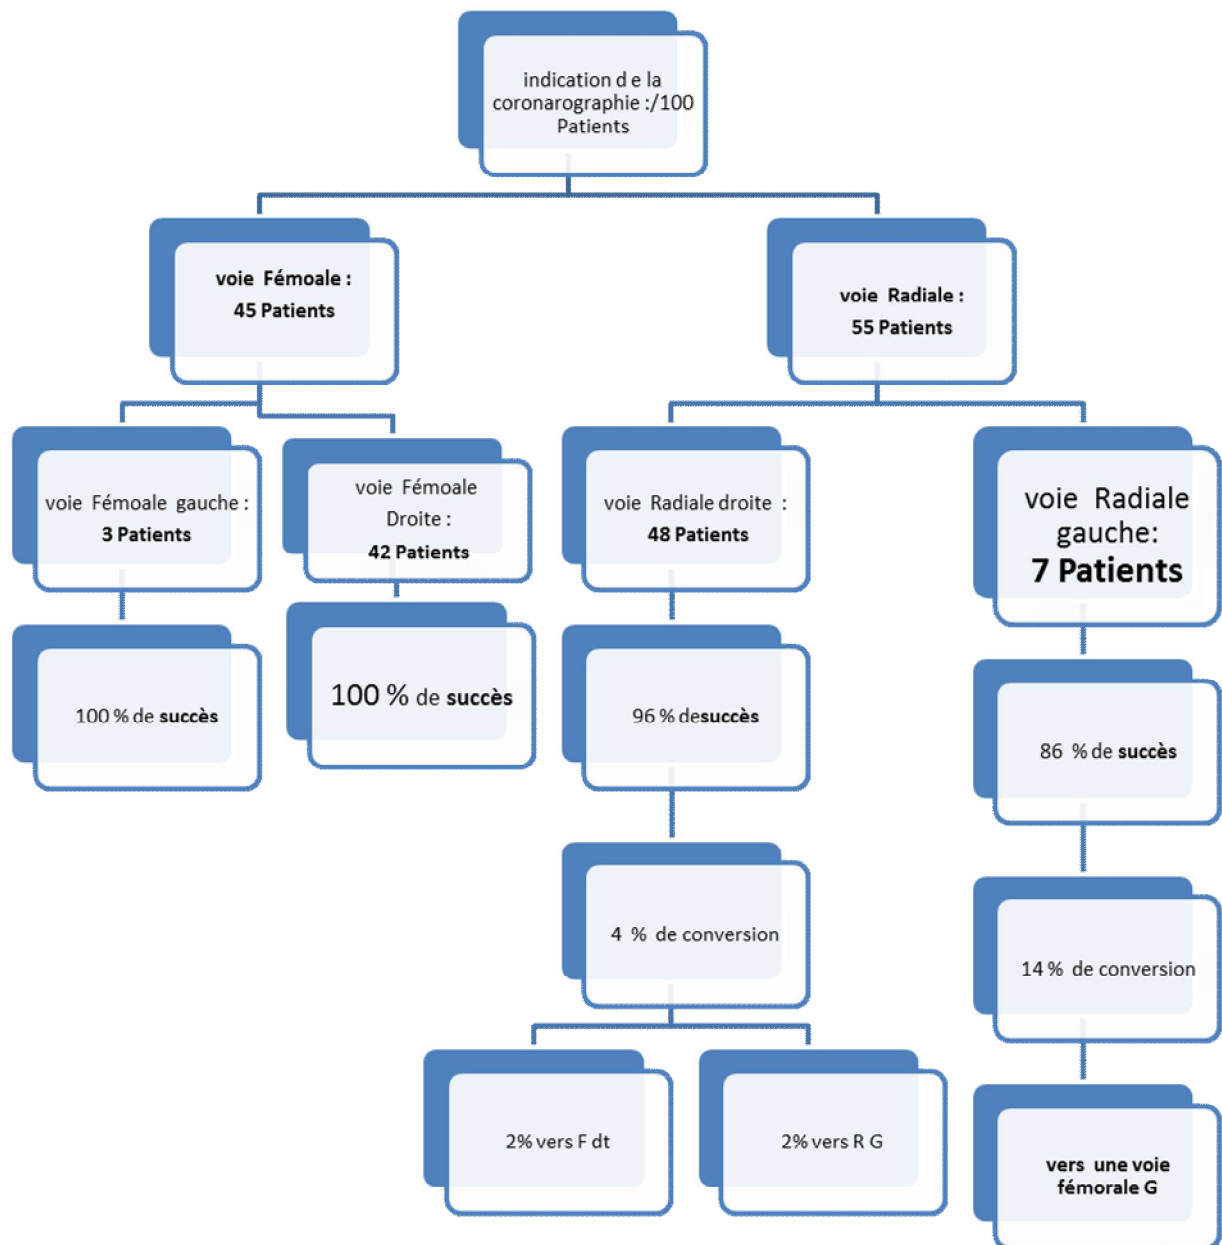 indication d e la
coronarographie :/100
Patients
voie Fémoale :
45 Patients
voie Radiale :
55 Patients
voie Fémoale gauche :
3 Patients
voie Fémoale
Droite :
42 Patients
voie Radiale droite :
48 Patients
voie Radiale
gauche:
7 Patients
100 % de succès
100 % de succès
96 % desuccès
86 % de succès
4 % de conversion
14 % de conversion
2% vers F dt
2% vers R G
vers une voie
fémorale G